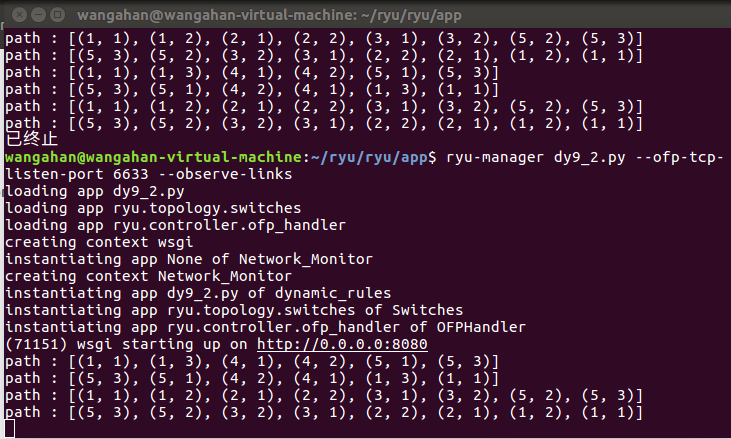 wangahan@wangahan-virtual-machine: ~/ryu/ryu/app
path : [(1, 1), (1, 2), (2, 1), (2, 2), (3, 1), (3, 2), (5, 2), (5, 3)]
path : [(5, 3), (5, 2), (3, 2), (3, 1), (2, 2), (2, 1), (1, 2), (1, 1)]
path : [(1, 1), (1, 3), (4, 1), (4, 2), (5, 1), (5, 3)]
path : [(5, 3), (5, 1), (4, 2), (4, 1), (1, 3), (1, 1)]
path : [(1, 1), (1, 2), (2, 1), (2, 2), (3, 1), (3, 2), (5, 2), (5, 3)]
path : [(5, 3), (5, 2), (3, 2), (3, 1), (2, 2), (2, 1), (1, 2), (1, 1)]
已终止
wangahan@wangahan-virtual-machine:~/ryu/ryu/app$ ryu-manager dy9_2.py --ofp-tcp-
listen-port 6633 --observe-links
loading app dy9_2.py
loading app ryu.topology.switches
loading app ryu.controller.ofp_handler
creating context wsgi
instantiating app None of Network_Monitor
creating context Network_Monitor
instantiating app dy9_2.py of dynamic_rules
instantiating app ryu.topology.switches of Switches
instantiating app ryu.controller.ofp_handler of OFPHandler
(71151) wsgi starting up on http://0.0.0.0:8080
path : [(1, 1), (1, 3), (4, 1), (4, 2), (5, 1), (5, 3)]
path : [(5, 3), (5, 1), (4, 2), (4, 1), (1, 3), (1, 1)]
path : [(1, 1), (1, 2), (2, 1), (2, 2), (3, 1), (3, 2), (5, 2), (5, 3)]
path : [(5, 3), (5, 2), (3, 2), (3, 1), (2, 2), (2, 1), (1, 2), (1, 1)]